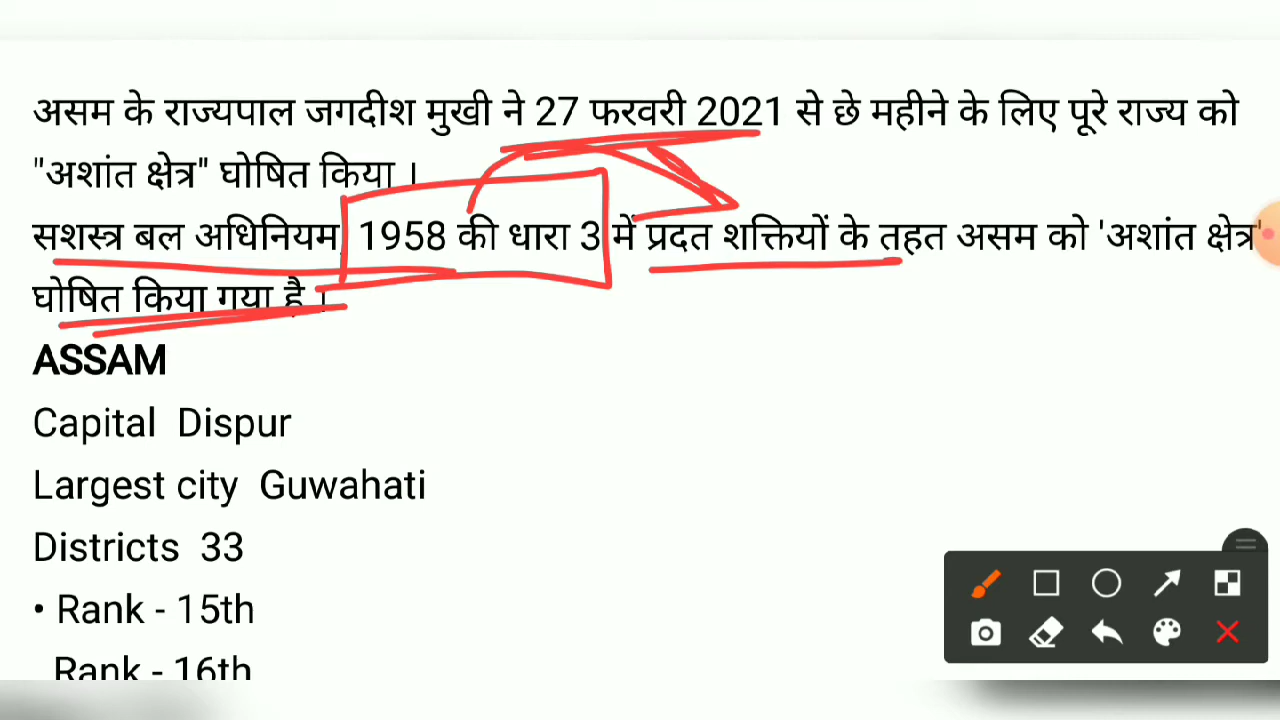 असम के राज्यपाल जगदीश मुखी ने 27 फरवरी 2021 से छे महीने के लिए पूरे राज्य को
"अशांत क्षेत्र" घोषित किया ।
सशस्त्र बल अधिनियम, 1958 की धारा 3 में प्रदत शक्तियों के तहत असम को 'अशांत क्षेत्र'
घोषित किया गया है ।
ASSAM
Capital Dispur
Largest city Guwahati
Districts 33
• Rank - 15th
Rank - 16th